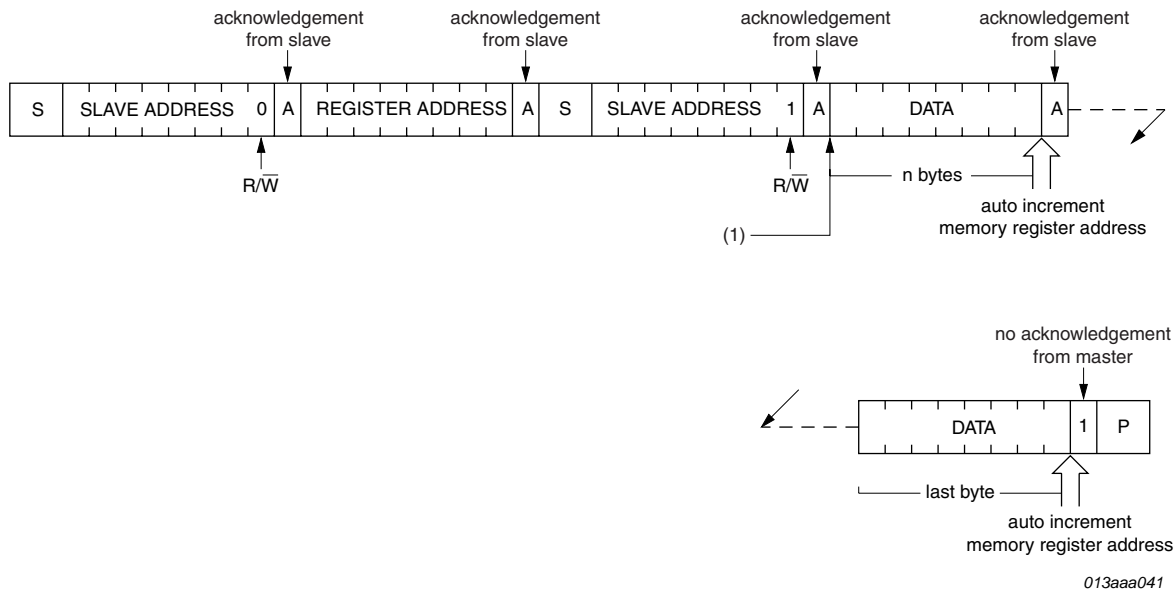 acknowledgement
from slave
acknowledgement
from slave
acknowledgement
from slave
acknowledgement
from slave
S SLAVE ADDRESS 0 A REGISTER ADDRESS A S SLAVE ADDRESS 1 A DATA A
R/W̅
R/W̅
n bytes
auto increment
memory register address
(1)
no acknowledgement
from master
DATA 1 P
last byte
auto increment
memory register address
013aaa041